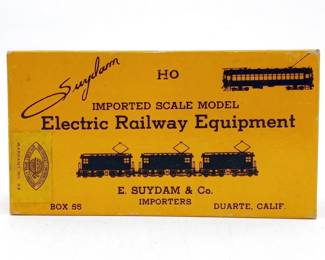 Suydam
HO
IMPORTED SCALE MODEL
Electric Railway Equipment
E. SUYDAM & Co.
IMPORTERS
BOX 55
DUARTE, CALIF.